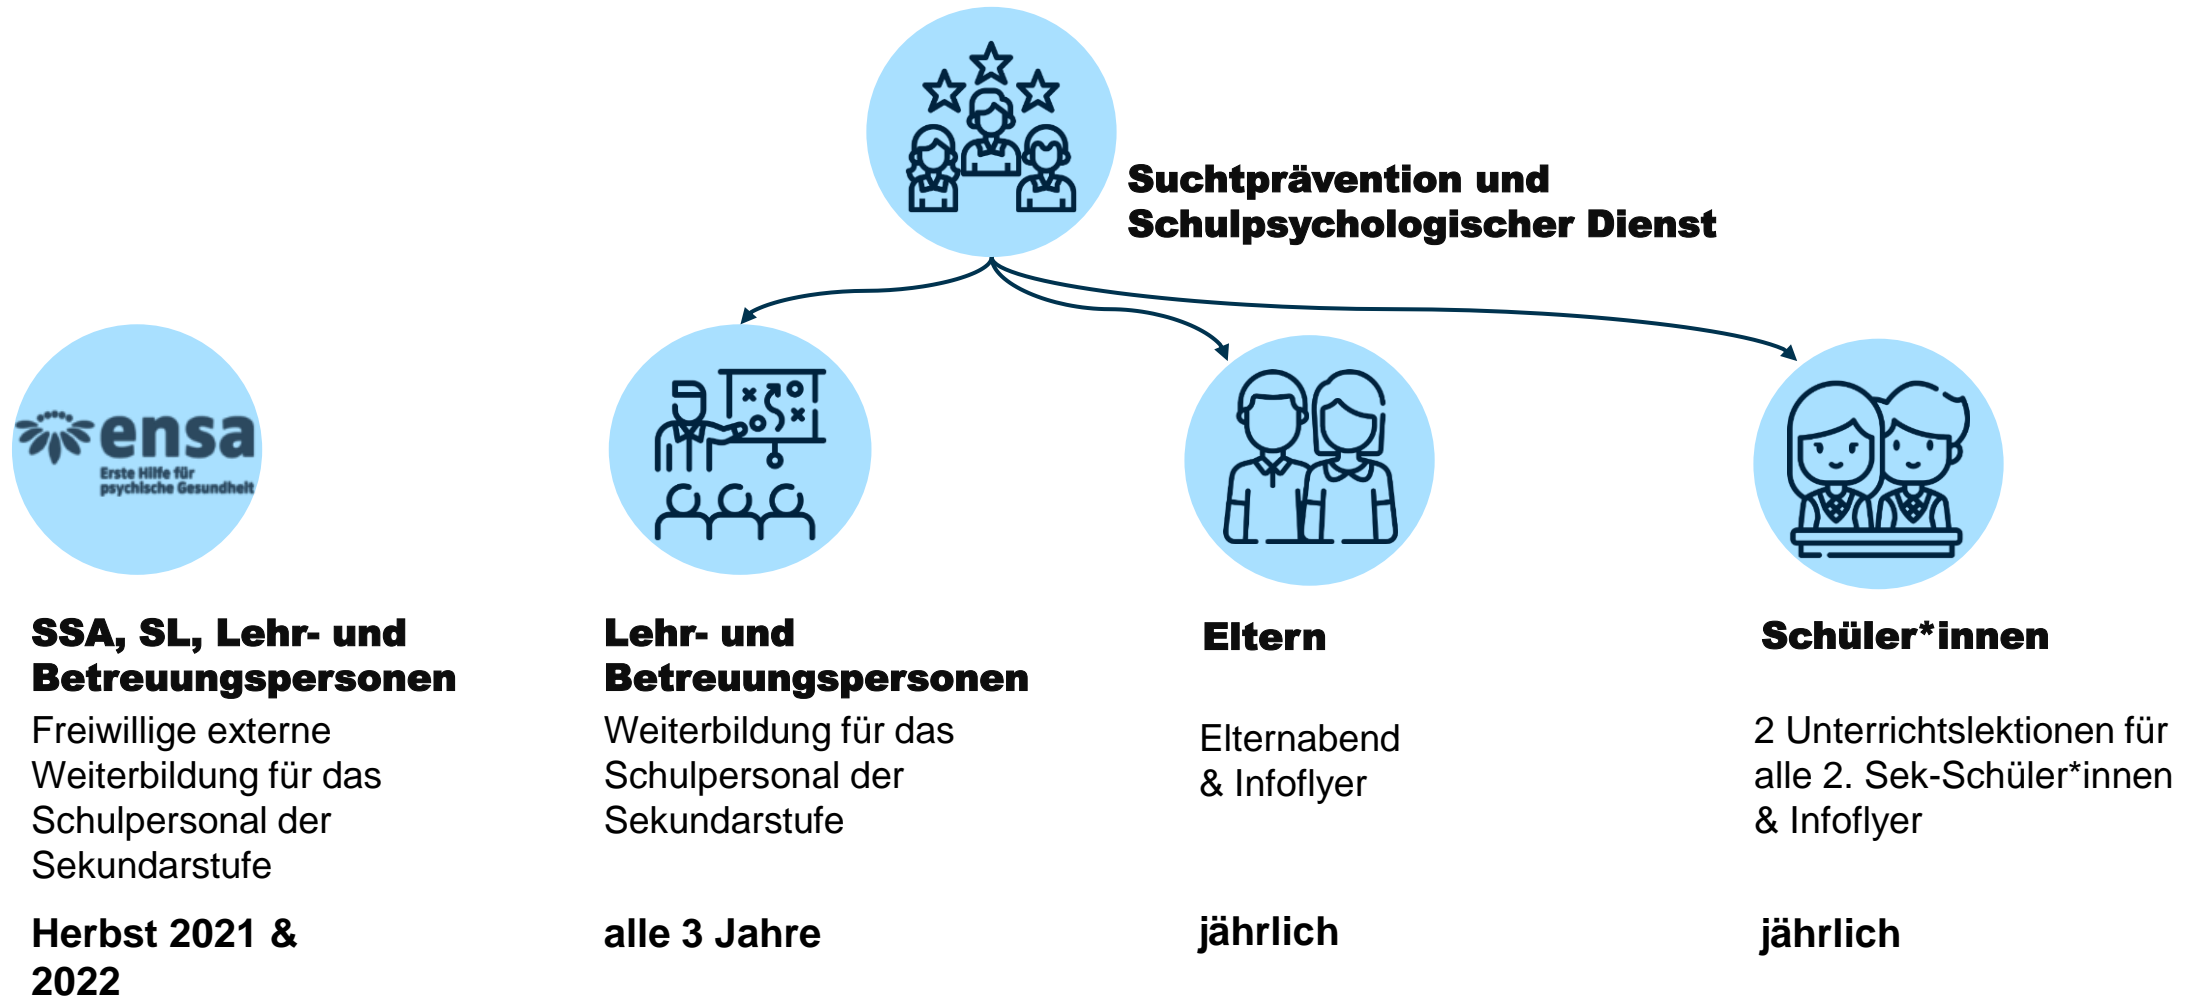 Suchtprävention und
Schulpsychologischer Dienst
ensa
Erste Hilfe für
psychische Gesundheit
SSA, SL, Lehr- und
Betreuungspersonen
Freiwillige externe
Weiterbildung für das
Schulpersonal der
Sekundarstufe
Herbst 2021 &
2022
Lehr- und
Betreuungspersonen
Weiterbildung für das
Schulpersonal der
Sekundarstufe
alle 3 Jahre
Eltern
Elternabend
& Infoflyer
jährlich
Schüler*innen
2 Unterrichtslektionen für
alle 2. Sek-Schüler*innen
& Infoflyer
jährlich